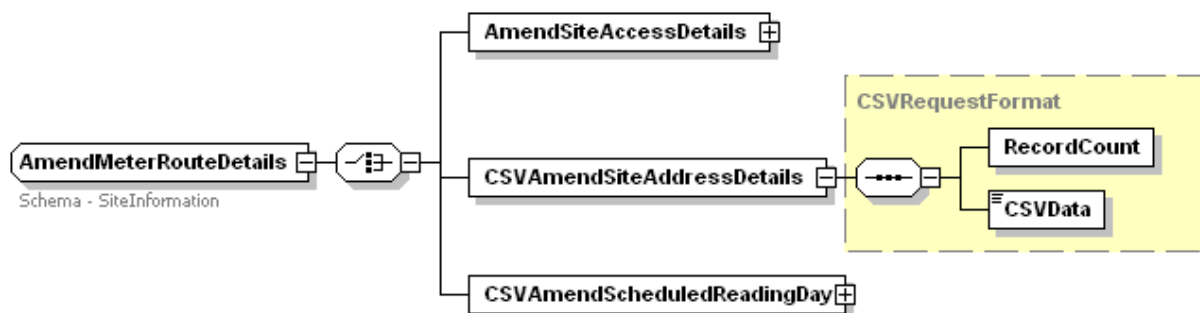 AmendSiteAccessDetails
CSVRequestFormat
AmendMeterRouteDetails
Schema - SiteInformation
CSVAmendSiteAddressDetails
RecordCount
CSVData
CSVAmendScheduledReadingDay